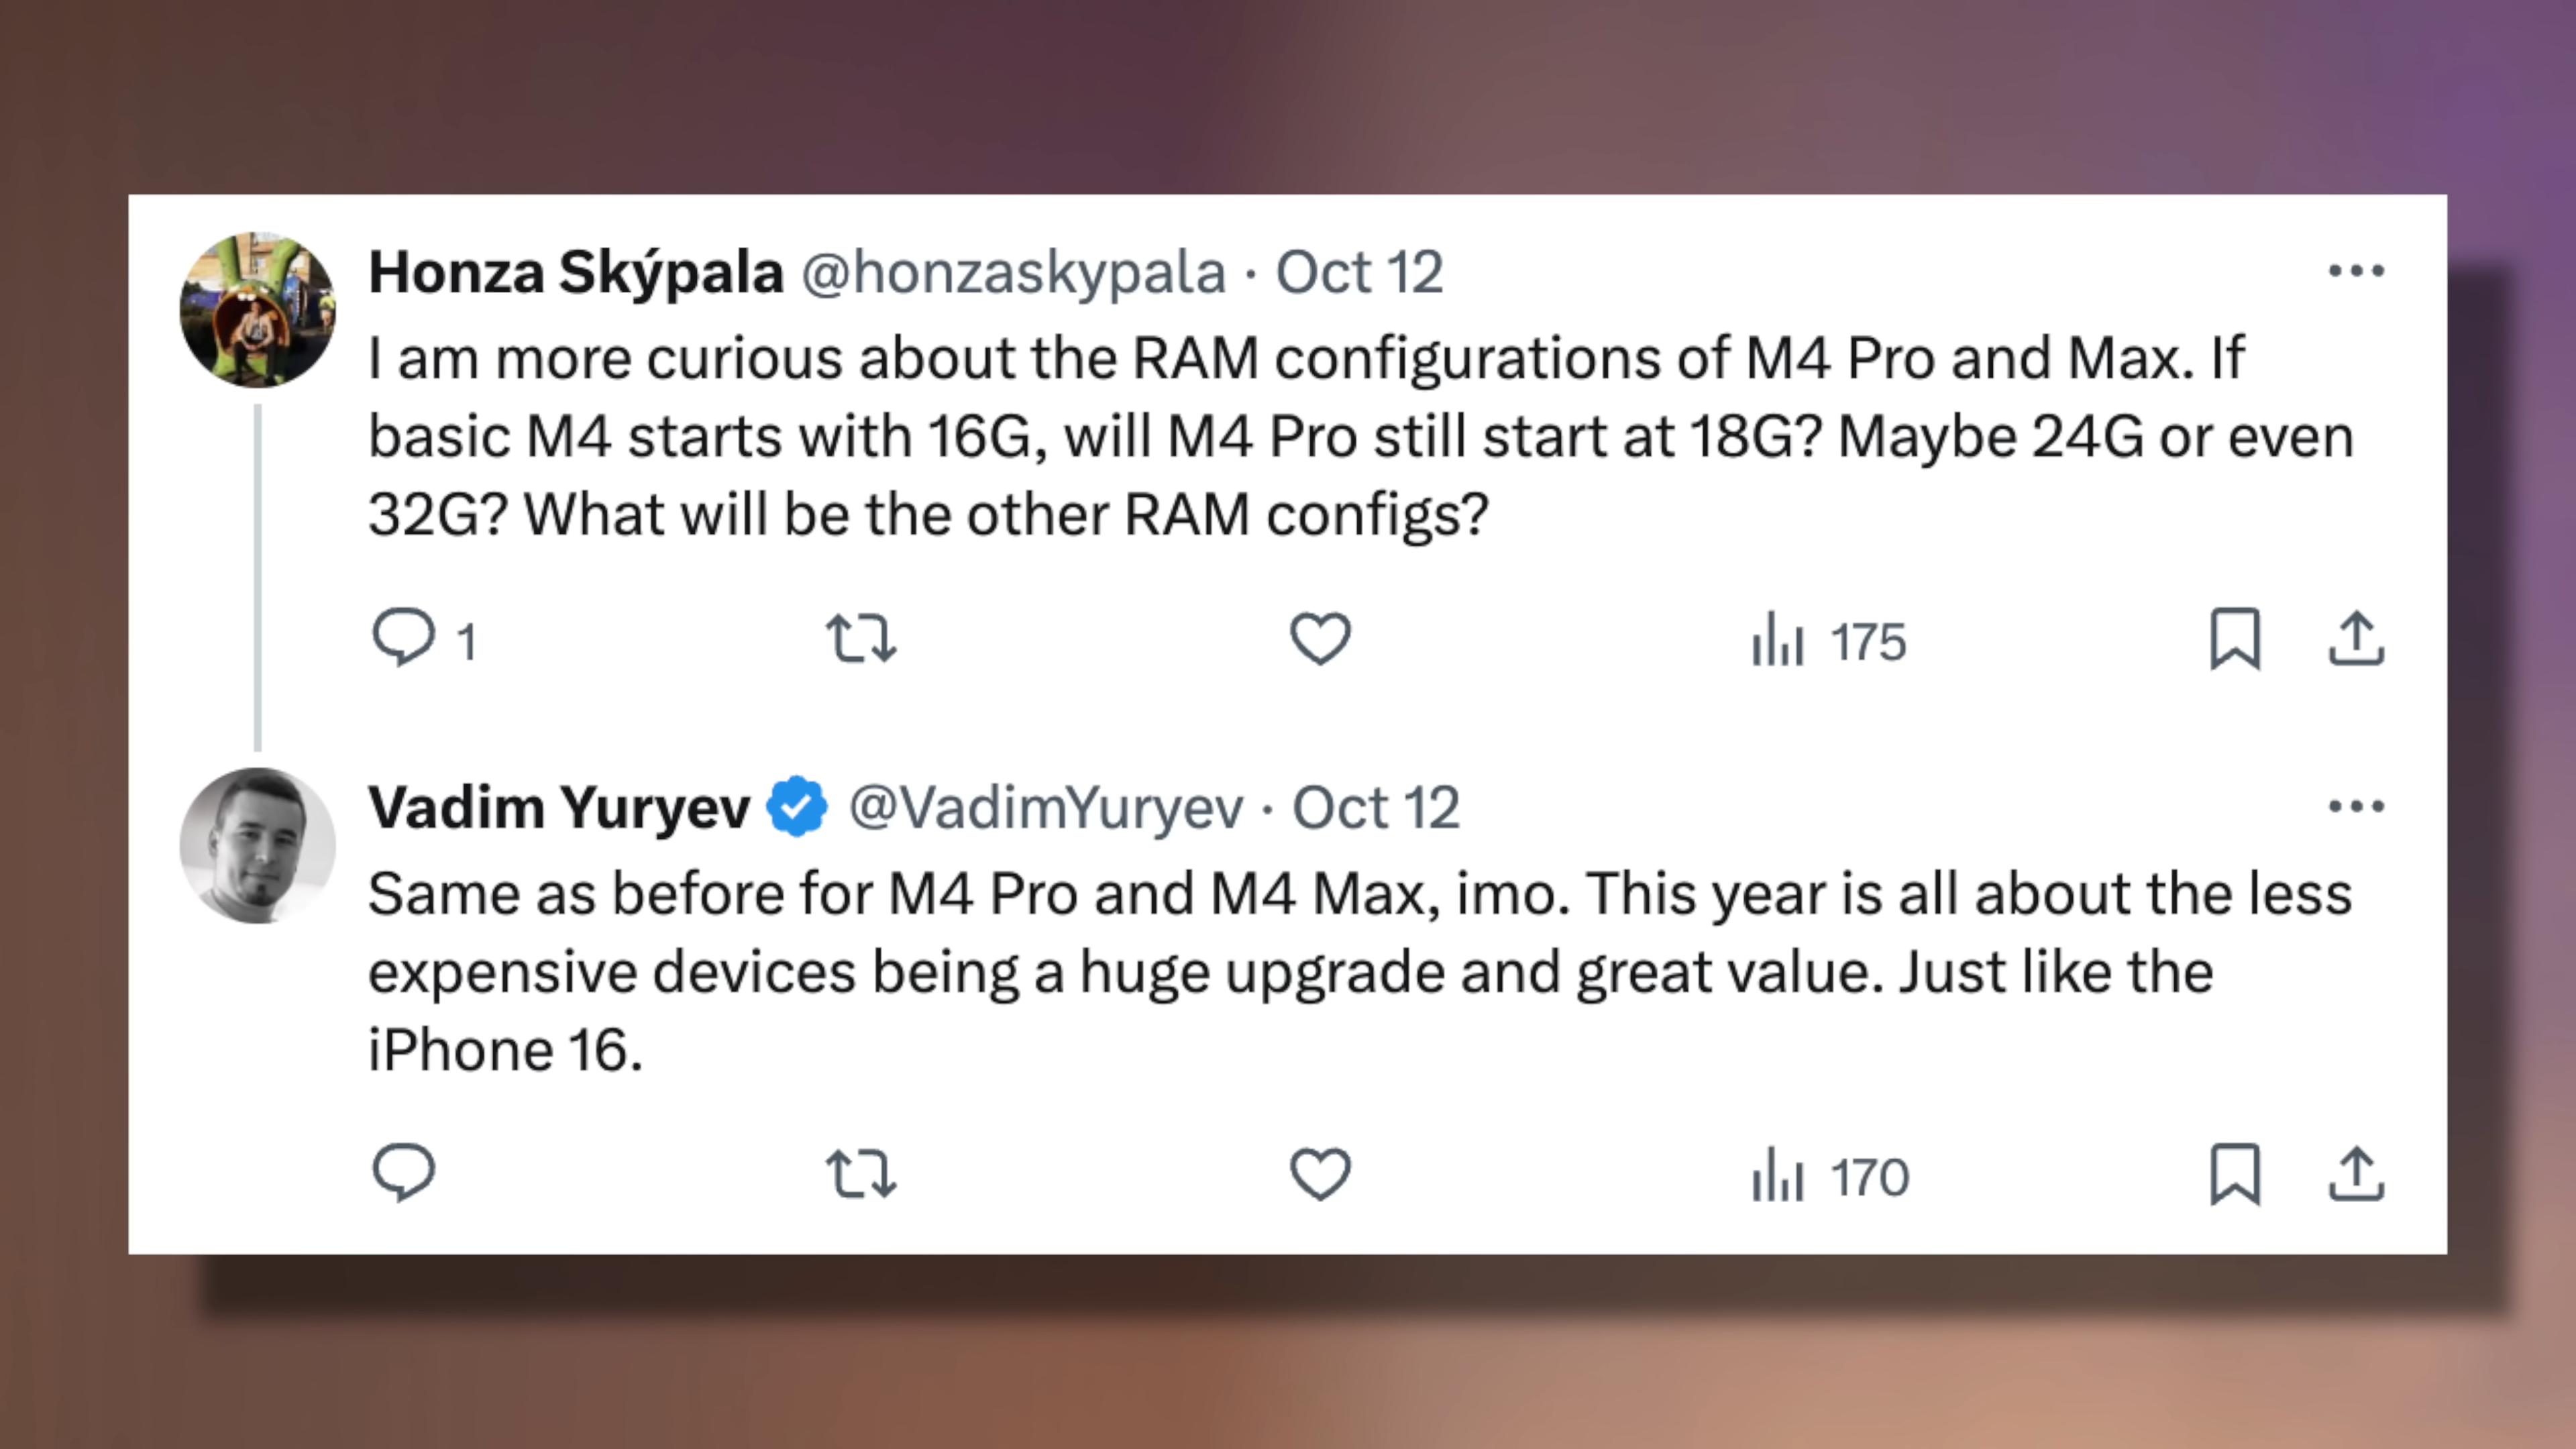 Honza Skýpala @honzaskypala · Oct 12
I am more curious about the RAM configurations of M4 Pro and Max. If
basic M4 starts with 16G, will M4 Pro still start at 18G? Maybe 24G or even
32G? What will be the other RAM configs?
1 175
Vadim Yuryev @VadimYuryev · Oct 12
Same as before for M4 Pro and M4 Max, imo. This year is all about the less
expensive devices being a huge upgrade and great value. Just like the
iPhone 16.
170